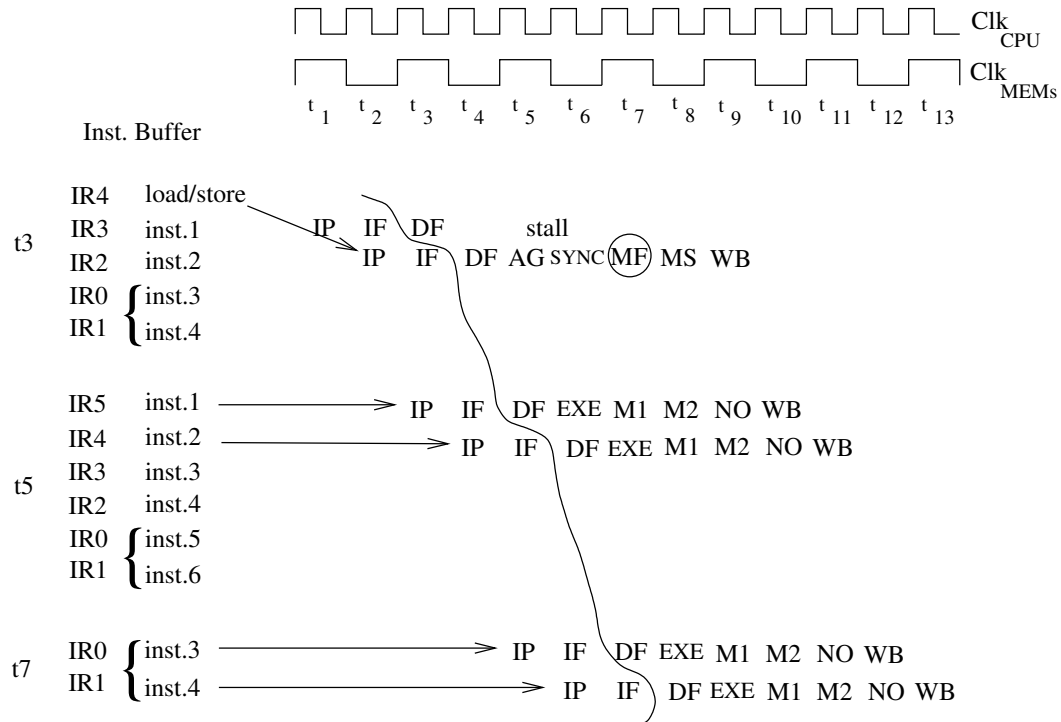 Clk CPU
Clk MEMs
t 1 t 2 t 3 t 4 t 5 t 6 t 7 t 8 t 9 t 10 t 11 t 12 t 13
Inst. Buffer
IR4 load/store
t3 IR3 inst.1 IP IF DF stall
IR2 inst.2 IP IF DF AG SYNC MF MS WB
IR0 { inst.3
IR1 inst.4
IR5 inst.1 IP IF DF EXE M1 M2 NO WB
IR4 inst.2 IP IF DF EXE M1 M2 NO WB
t5 IR3 inst.3
IR2 inst.4
IR0 { inst.5
IR1 inst.6
t7 IR0 { inst.3 IP IF DF EXE M1 M2 NO WB
IR1 inst.4 IP IF DF EXE M1 M2 NO WB